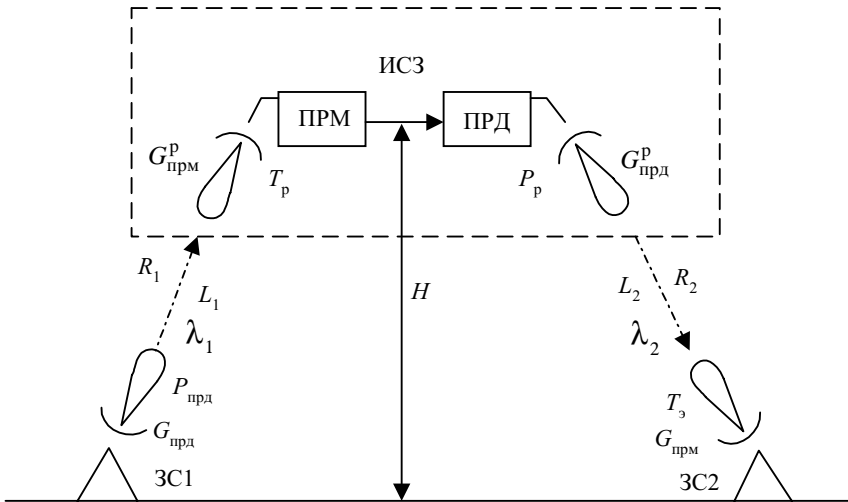 ИСЗ
ПРМ
ПРД
G^р_прм
T_р
P_р
G^р_прд
R_1
L_1
λ_1
H
L_2
R_2
λ_2
P_прд
G_прд
T_э
G_прм
ЗС1
ЗС2